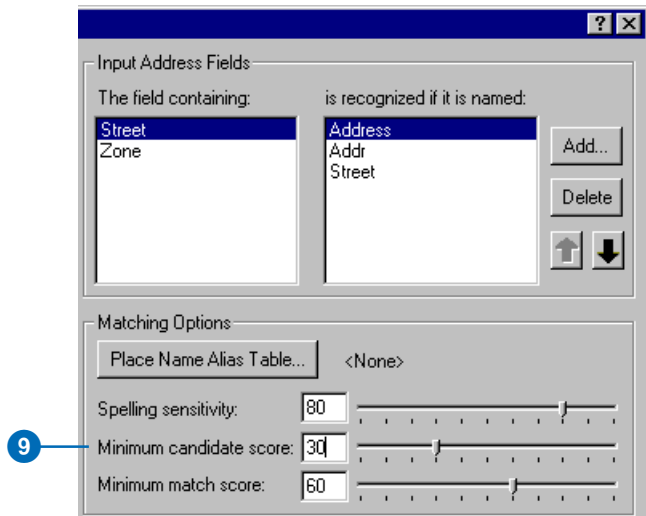 ?
Input Address Fields
The field containing:
is recognized if it is named:
Street
Zone
Address
Addr
Street
Add...
Delete
Matching Options
Place Name Alias Table...
<None>
Spelling sensitivity: 80
9 Minimum candidate score: 30
Minimum match score: 60